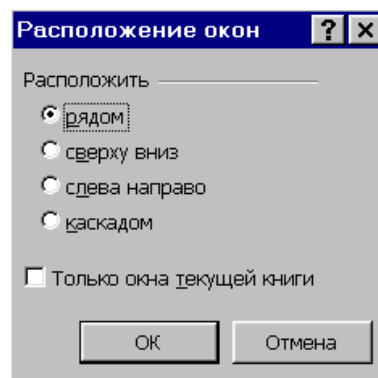 Расположение окон ? ×
Расположить
рядом
сверху вниз
слева направо
каскадом
Только окна текущей книги
ОК Отмена